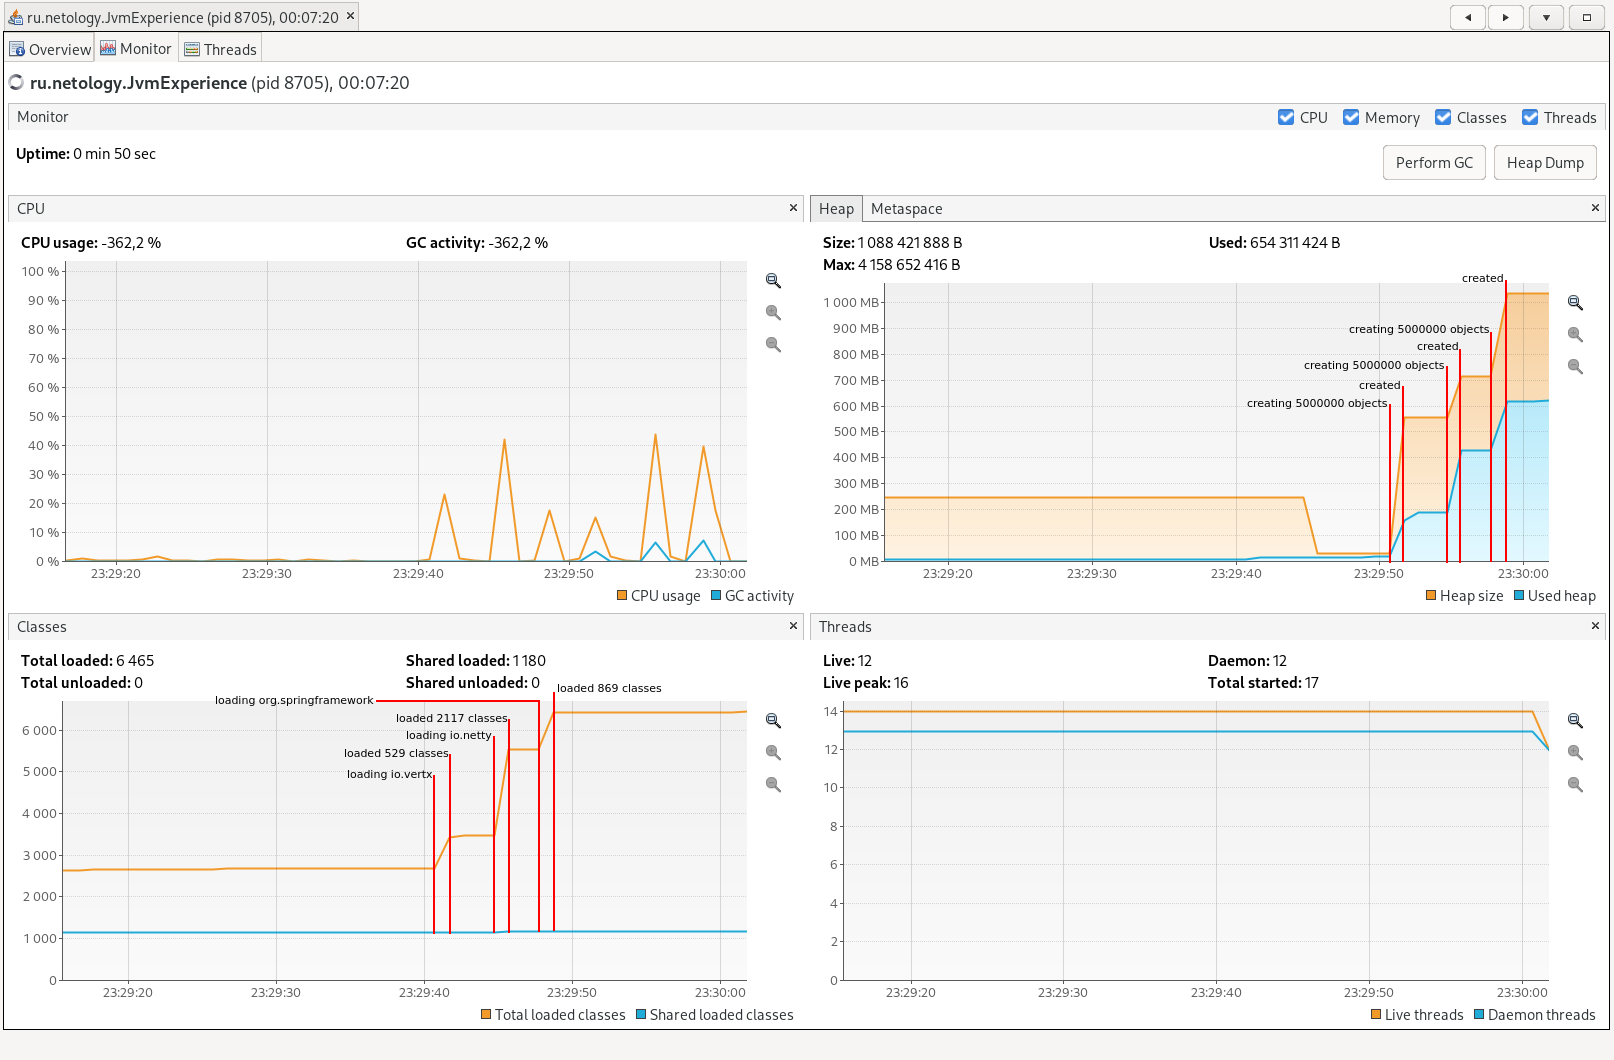 ru.netology.JvmExperience (pid 8705), 00:07:20
Overview Monitor Threads
ru.netology.JvmExperience (pid 8705), 00:07:20
Monitor
CPU Memory Classes Threads
Uptime: 0 min 50 sec
Perform GC Heap Dump
CPU
CPU usage: -362,2 % GC activity: -362,2 %
100 %
90 %
80 %
70 %
60 %
50 %
40 %
30 %
20 %
10 %
0 %
23:29:20 23:29:30 23:29:40 23:29:50 23:30:00
CPU usage GC activity
Heap Metaspace
Size: 1 088 421 888 B Used: 654 311 424 B
Max: 4 158 652 416 B
created
creating 5000000 objects
created
creating 5000000 objects
created
creating 5000000 objects
1 000 MB
900 MB
800 MB
700 MB
600 MB
500 MB
400 MB
300 MB
200 MB
100 MB
0 MB
23:29:20 23:29:30 23:29:40 23:29:50 23:30:00
Heap size Used heap
Classes
Total loaded: 6 465 Shared loaded: 1 180
Total unloaded: 0 Shared unloaded: 0
loaded 869 classes
loading org.springframework
loaded 2117 classes
loading io.netty
loaded 529 classes
loading io.vertx
6 000
5 000
4 000
3 000
2 000
1 000
0
23:29:20 23:29:30 23:29:40 23:29:50 23:30:00
Total loaded classes Shared loaded classes
Threads
Live: 12 Daemon: 12
Live peak: 16 Total started: 17
14
12
10
8
6
4
2
0
23:29:20 23:29:30 23:29:40 23:29:50 23:30:00
Live threads Daemon threads